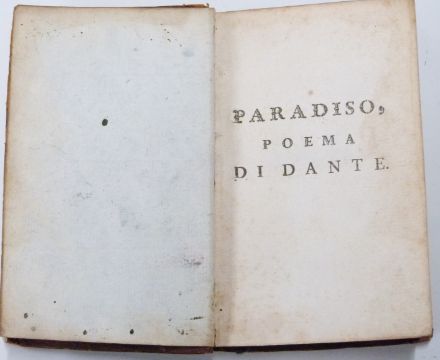 PARADISO,
POEMA
DI DANTE.